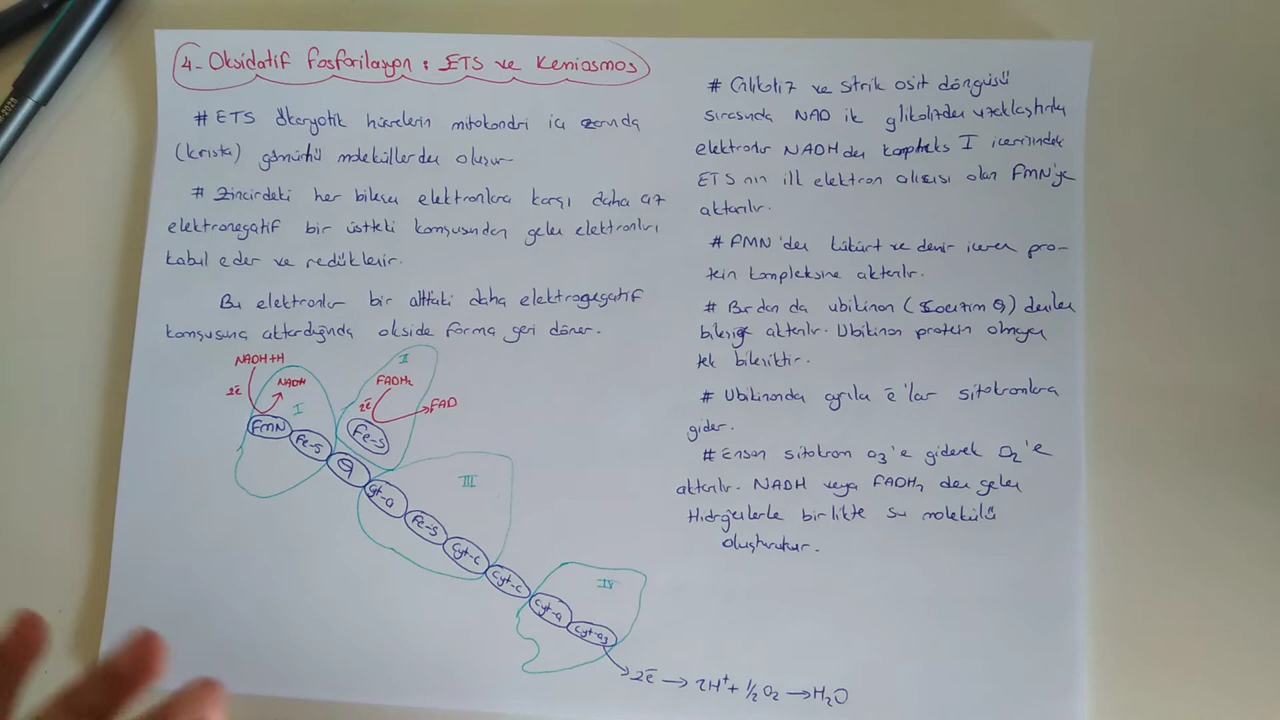 4- Oksidatif fosforilasyon : ETS ve Kemiosmos
# ETS ökaryotik hücrelerin mitokondri iç zarında
(krista) gömülü moleküllerden oluşur.
# Zincirdeki her bileşen elektronlara karşı daha az
elektronegatif bir üstteki komşusundan gelen elektronları
kabul eder ve redüklenir.
Bu elektronlar bir alttaki daha elektronegatif
komşusuna aktardığında okside forma geri döner.
NADH+H
2ē
NADH
I
FMN
Fe-S
II
FADH₂
2ē
FAD
Fe-S
Q
III
Fe-S
Cyt-c
Cyt-c
IV
Cyt-a
Cyt-a3
2ē → 2H⁺ + ½ O₂ → H₂O
# Glikoliz ve sitrik asit döngüsü
sırasında NAD ile glikolizden uzaklaştırılan
elektronlar NADH'den kompleks I içerisindeki
ETS'nin ilk elektron alıcısı olan FMN'ye
aktarılır.
# FMN'den kükürt ve demir içeren pro-
tein kompleksine aktarılır.
# Burdan da ubikinon (koenzim Q) denilen
bileşiğe aktarılır. Ubikinon protein olmayan
tek bileşiktir.
# Ubikinondan ayrılan ē'lar sitokromlara
gider.
# En son sitokrom a₃'e giderek O₂'e
aktarılır. NADH veya FADH₂ den gelen
Hidrojenlerle birlikte su molekülü
oluştururlar.